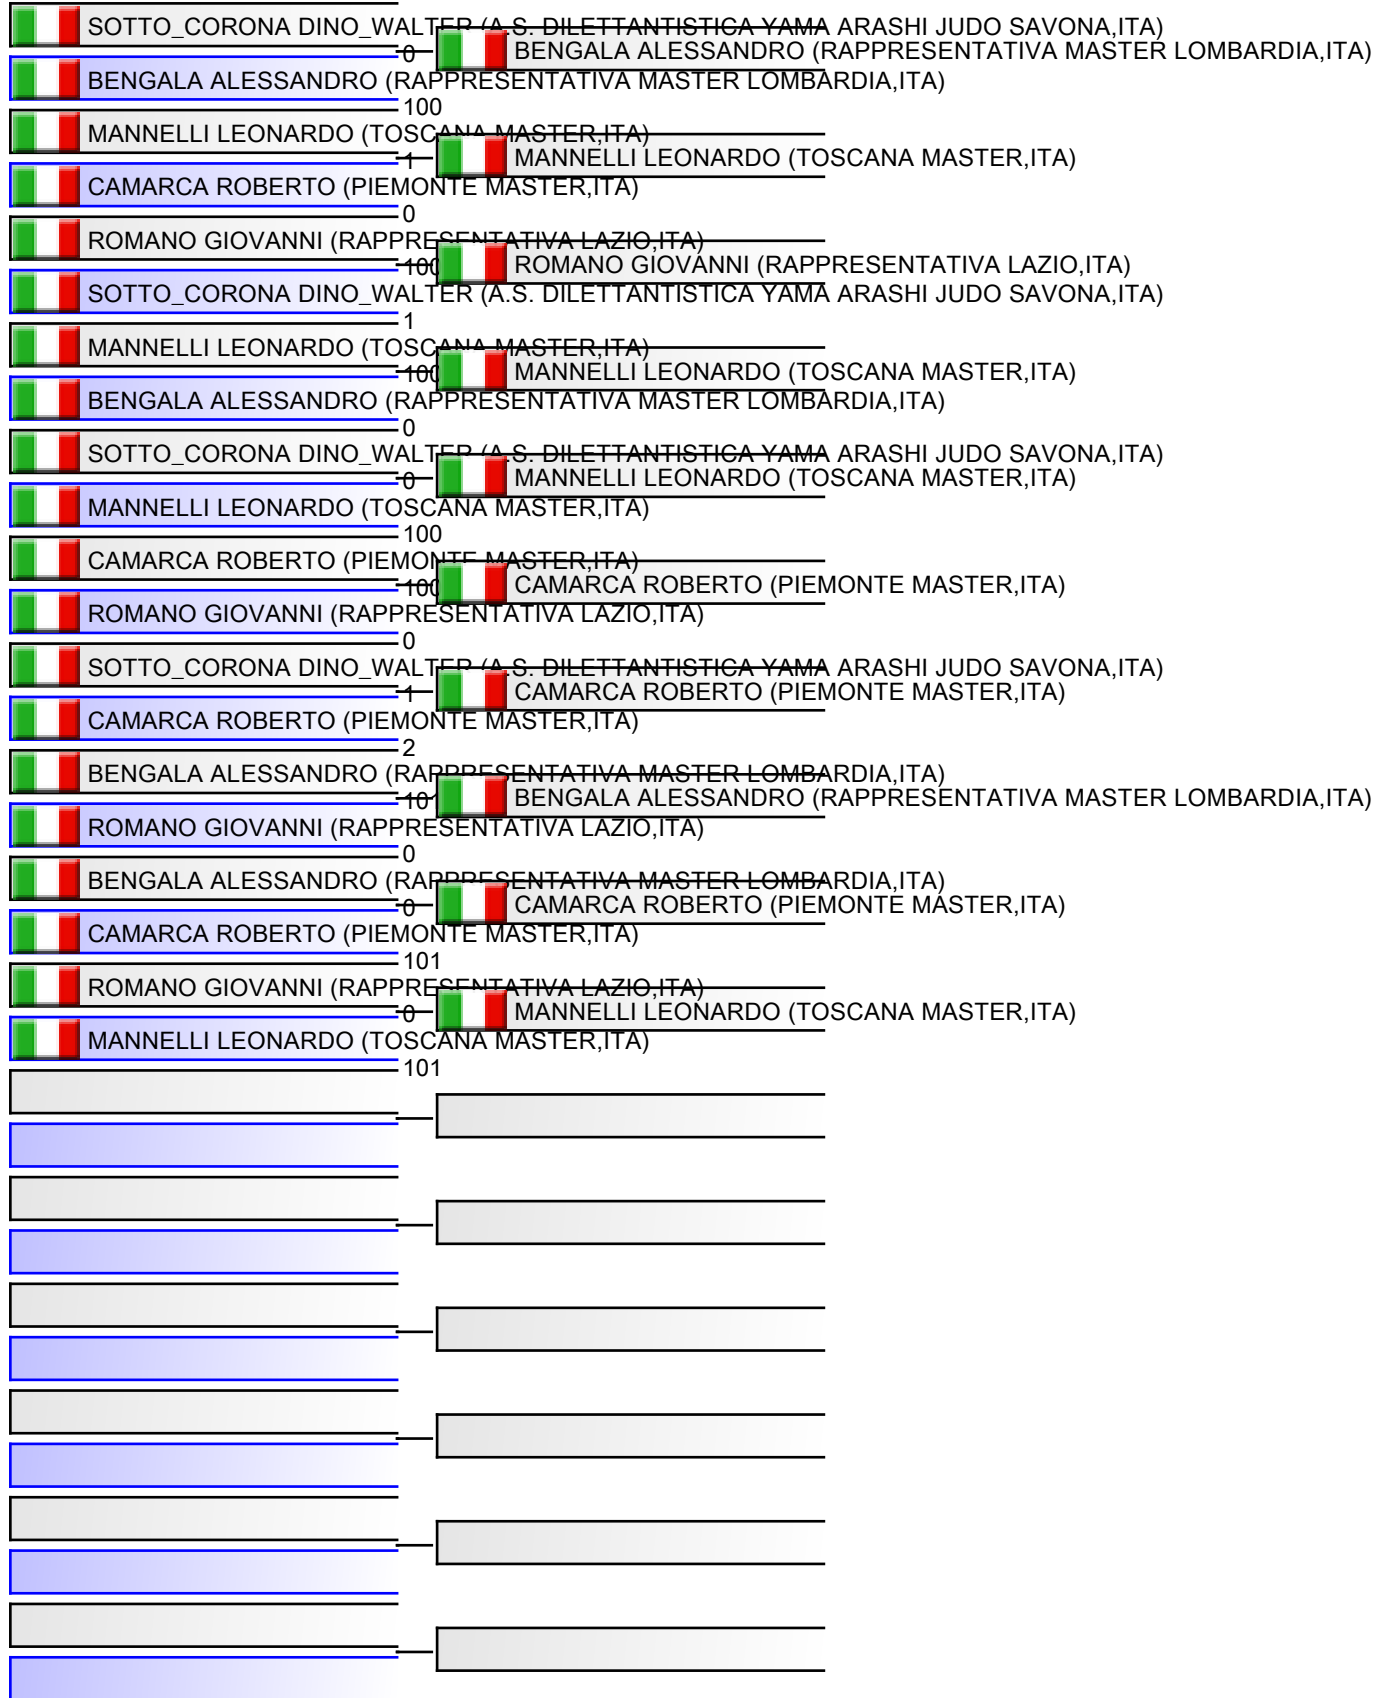 SOTTO_CORONA DINO_WALTER (A.S. DILETTANTISTICA YAMA ARASHI JUDO SAVONA,ITA)
0
BENGALA ALESSANDRO (RAPPRESENTATIVA MASTER LOMBARDIA,ITA)
BENGALA ALESSANDRO (RAPPRESENTATIVA MASTER LOMBARDIA,ITA)
100
MANNELLI LEONARDO (TOSCANA MASTER,ITA)
1
MANNELLI LEONARDO (TOSCANA MASTER,ITA)
CAMARCA ROBERTO (PIEMONTE MASTER,ITA)
0
ROMANO GIOVANNI (RAPPRESENTATIVA LAZIO,ITA)
100
ROMANO GIOVANNI (RAPPRESENTATIVA LAZIO,ITA)
SOTTO_CORONA DINO_WALTER (A.S. DILETTANTISTICA YAMA ARASHI JUDO SAVONA,ITA)
1
MANNELLI LEONARDO (TOSCANA MASTER,ITA)
100
MANNELLI LEONARDO (TOSCANA MASTER,ITA)
BENGALA ALESSANDRO (RAPPRESENTATIVA MASTER LOMBARDIA,ITA)
0
SOTTO_CORONA DINO_WALTER (A.S. DILETTANTISTICA YAMA ARASHI JUDO SAVONA,ITA)
0
MANNELLI LEONARDO (TOSCANA MASTER,ITA)
MANNELLI LEONARDO (TOSCANA MASTER,ITA)
100
CAMARCA ROBERTO (PIEMONTE MASTER,ITA)
100
CAMARCA ROBERTO (PIEMONTE MASTER,ITA)
ROMANO GIOVANNI (RAPPRESENTATIVA LAZIO,ITA)
0
SOTTO_CORONA DINO_WALTER (A.S. DILETTANTISTICA YAMA ARASHI JUDO SAVONA,ITA)
1
CAMARCA ROBERTO (PIEMONTE MASTER,ITA)
CAMARCA ROBERTO (PIEMONTE MASTER,ITA)
2
BENGALA ALESSANDRO (RAPPRESENTATIVA MASTER LOMBARDIA,ITA)
101
BENGALA ALESSANDRO (RAPPRESENTATIVA MASTER LOMBARDIA,ITA)
ROMANO GIOVANNI (RAPPRESENTATIVA LAZIO,ITA)
0
BENGALA ALESSANDRO (RAPPRESENTATIVA MASTER LOMBARDIA,ITA)
0
CAMARCA ROBERTO (PIEMONTE MASTER,ITA)
CAMARCA ROBERTO (PIEMONTE MASTER,ITA)
101
ROMANO GIOVANNI (RAPPRESENTATIVA LAZIO,ITA)
0
MANNELLI LEONARDO (TOSCANA MASTER,ITA)
MANNELLI LEONARDO (TOSCANA MASTER,ITA)
101